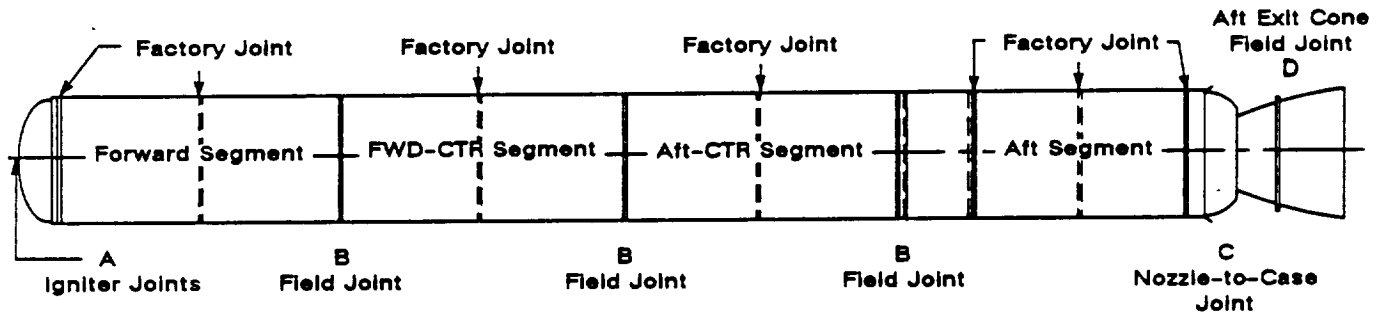 Aft Exit Cone
Field Joint
D
Factory Joint
Factory Joint
Factory Joint
Factory Joint
Forward Segment
FWD-CTR Segment
Aft-CTR Segment
Aft Segment
A
Igniter Joints
B
Field Joint
B
Field Joint
B
Field Joint
C
Nozzle-to-Case
Joint